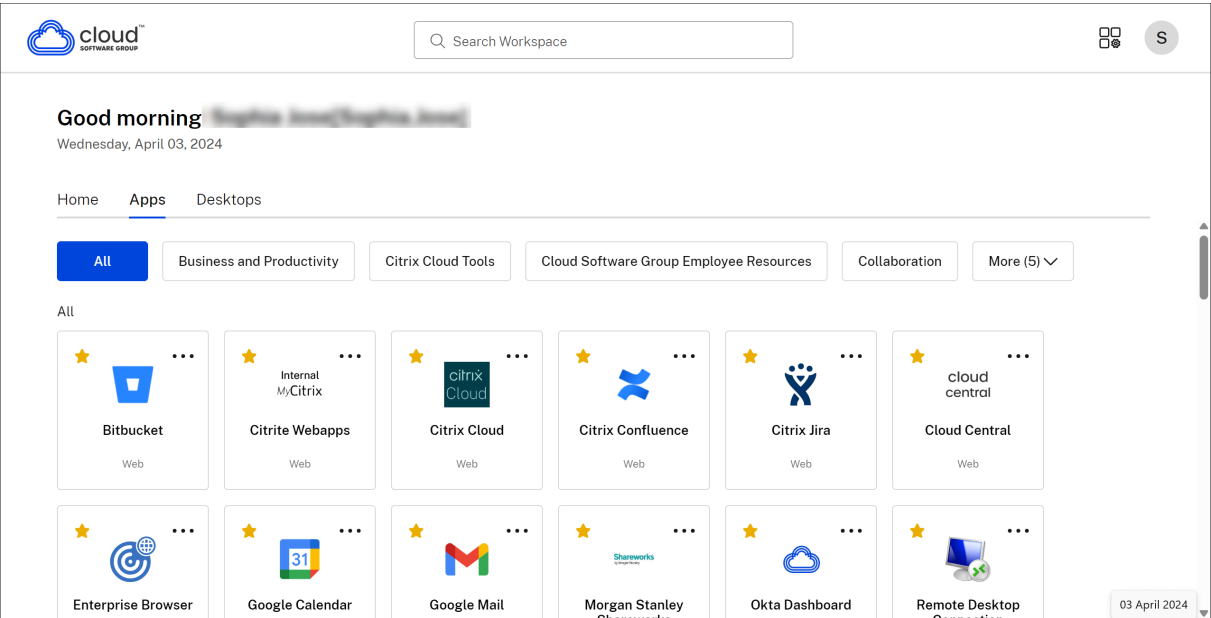 cloud™
SOFTWARE GROUP
Search Workspace
S
Good morning
Wednesday, April 03, 2024
Home Apps Desktops
All Business and Productivity Citrix Cloud Tools Cloud Software Group Employee Resources Collaboration More (5)
All
Internal
MyCitrix
citrix
Cloud
cloud
central
Bitbucket Citrite Webapps Citrix Cloud Citrix Confluence Citrix Jira Cloud Central
Web Web Web Web Web Web
31
Shareworks
Enterprise Browser Google Calendar Google Mail Morgan Stanley Okta Dashboard Remote Desktop
03 April 2024